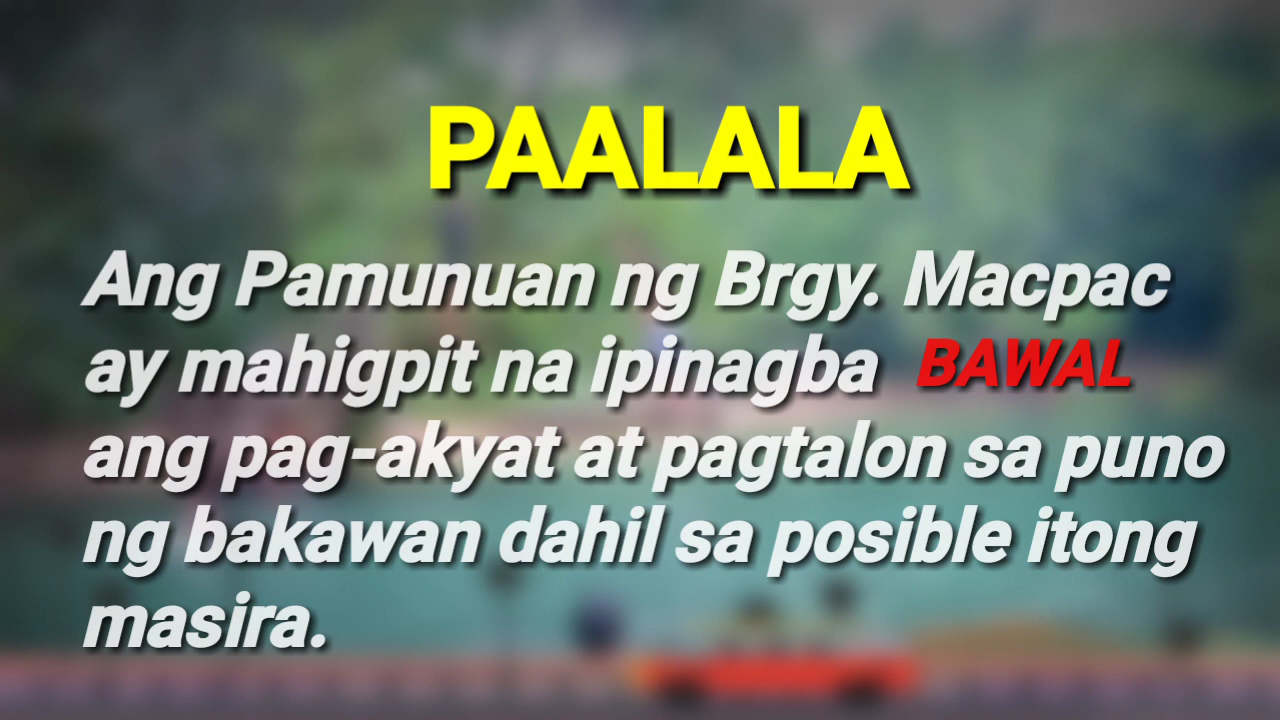 PAALALA
Ang Pamunuan ng Brgy. Macpac
ay mahigpit na ipinagba BAWAL
ang pag-akyat at pagtalon sa puno
ng bakawan dahil sa posible itong
masira.